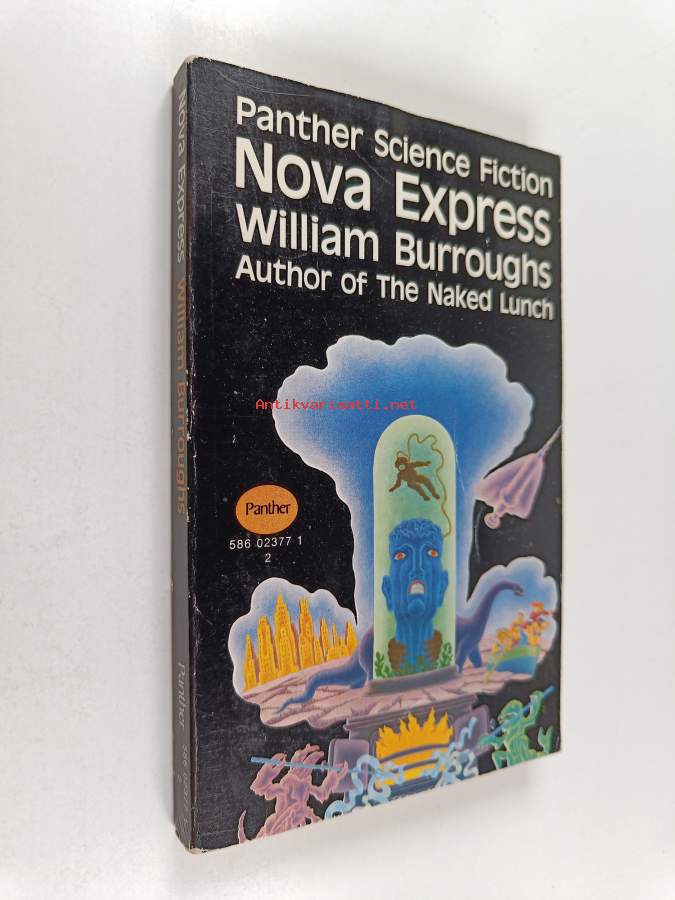 Panther Science Fiction
Nova Express
William Burroughs
Author of The Naked Lunch
Antikvariaatti.net
Panther
586 02377 1
2
Nova Express William Burroughs
Panther